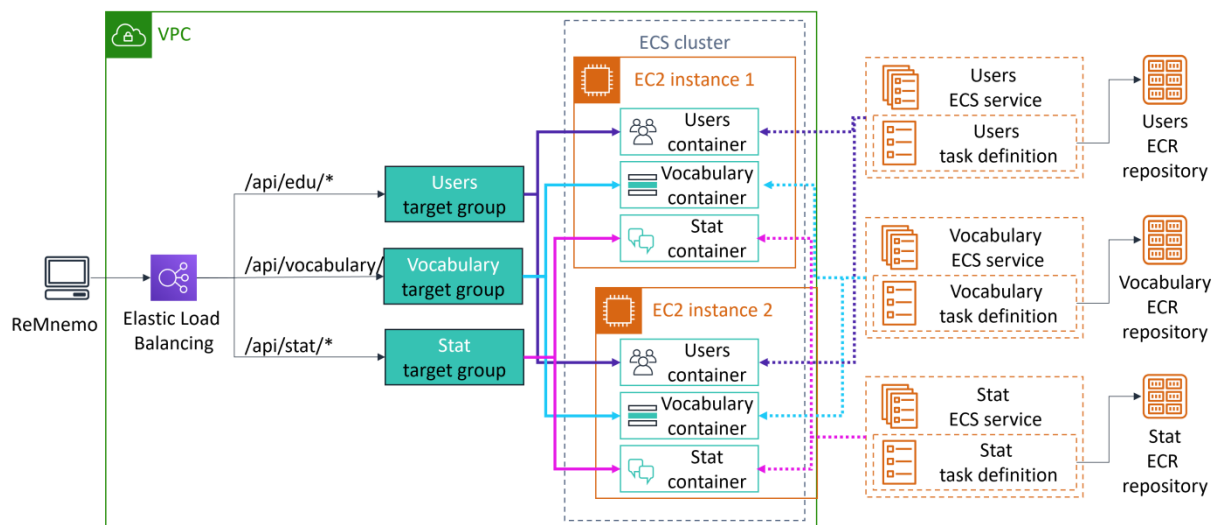 VPC
ECS cluster
EC2 instance 1
Users
container
Vocabulary
container
Stat
container
EC2 instance 2
Users
container
Vocabulary
container
Stat
container
ReMnemo
Elastic Load
Balancing
/api/edu/*
/api/vocabulary/
/api/stat/*
Users
target group
Vocabulary
target group
Stat
target group
Users
ECS service
Users
task definition
Users
ECR
repository
Vocabulary
ECS service
Vocabulary
task definition
Vocabulary
ECR
repository
Stat
ECS service
Stat
task definition
Stat
ECR
repository